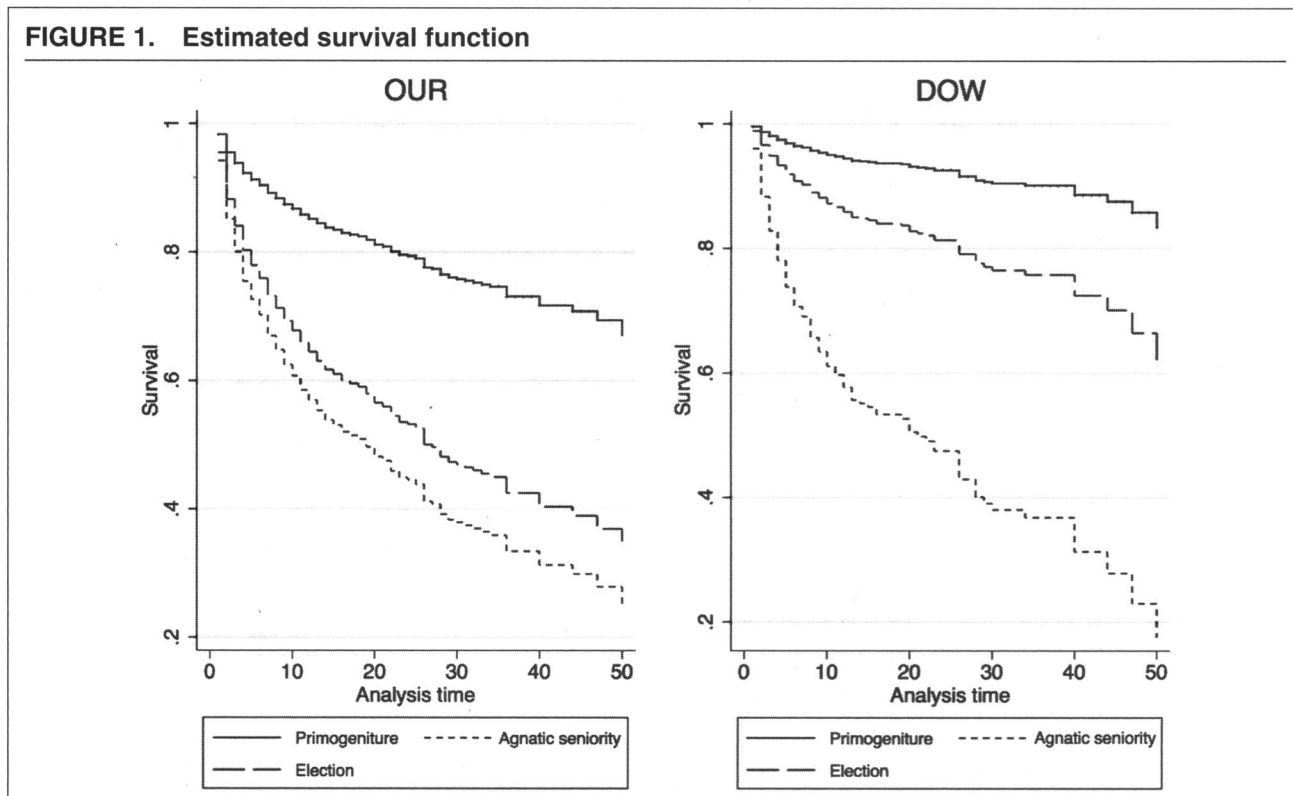 FIGURE 1. Estimated survival function
OUR
DOW
1
.8
.6
.4
.2
Survival
0 10 20 30 40 50
Analysis time
Primogeniture Agnatic seniority
Election
1
.8
.6
.4
.2
Survival
0 10 20 30 40 50
Analysis time
Primogeniture Agnatic seniority
Election